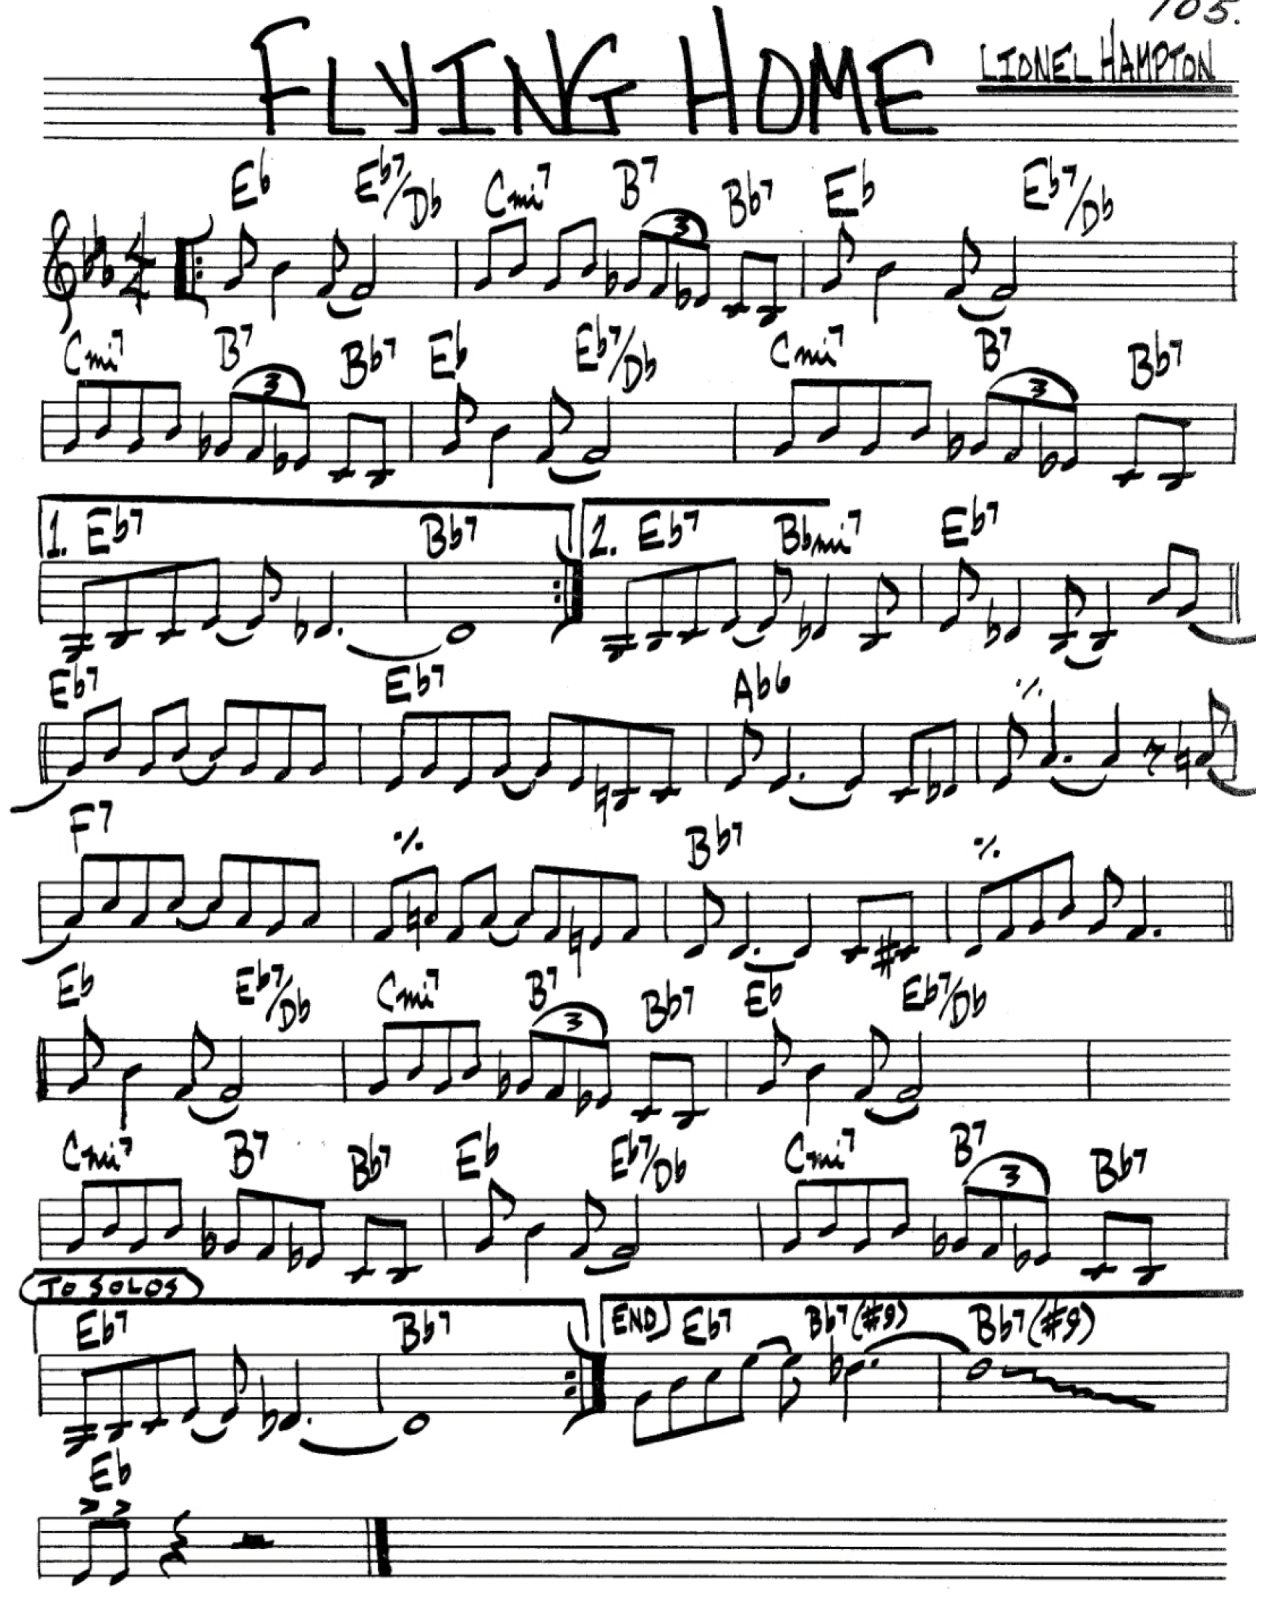 105.
FLYING HOME
LIONEL HAMPTON
Eb Eb7/Db Cmi7 B7 Bb7 Eb Eb7/Db
4/4 3
Cmi7 B7 Bb7 Eb Eb7/Db Cmi7 B7 Bb7
3 3
1. Eb7 Bb7 2. Eb7 Bbmi7 Eb7
Eb7 Eb7 Ab6 ٪
F7 ٪ Bb7 ٪
Eb Eb7/Db Cmi7 B7 Bb7 Eb Eb7/Db
3
Cmi7 B7 Bb7 Eb Eb7/Db Cmi7 B7 Bb7
3
TO SOLOS
Eb7 Bb7 END Eb7 Bb7(#9) Bb7(#9)
Eb